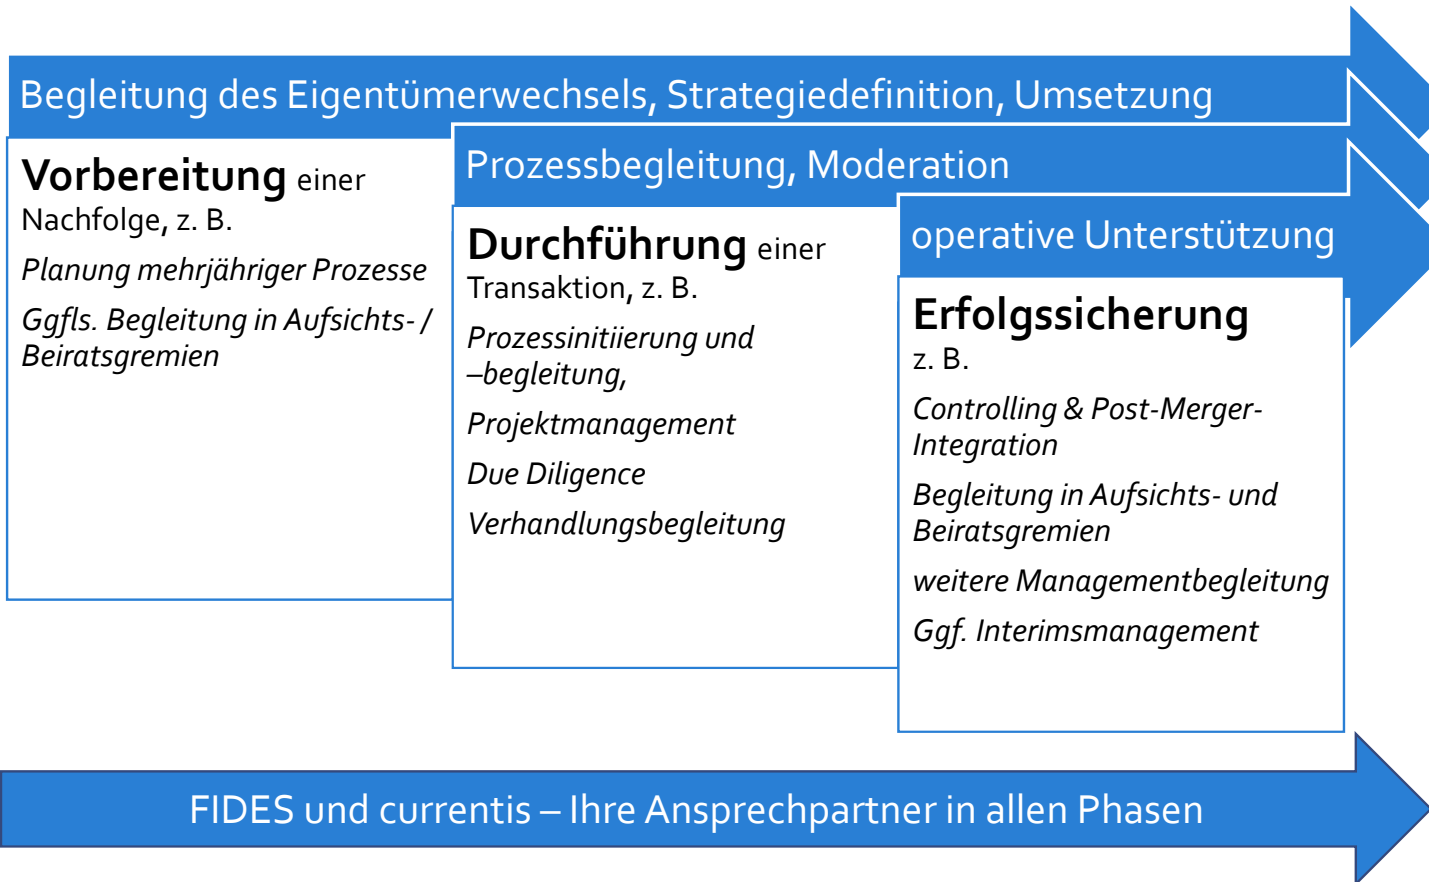 Begleitung des Eigentümerwechsels, Strategiedefinition, Umsetzung
Vorbereitung einer
Nachfolge, z. B.
Planung mehrjähriger Prozesse
Ggfls. Begleitung in Aufsichts- /
Beiratsgremien
Prozessbegleitung, Moderation
Durchführung einer
Transaktion, z. B.
Prozessinitiierung und
–begleitung,
Projektmanagement
Due Diligence
Verhandlungsbegleitung
operative Unterstützung
Erfolgssicherung
z. B.
Controlling & Post-Merger-
Integration
Begleitung in Aufsichts- und
Beiratsgremien
weitere Managementbegleitung
Ggf. Interimsmanagement
FIDES und currentis – Ihre Ansprechpartner in allen Phasen